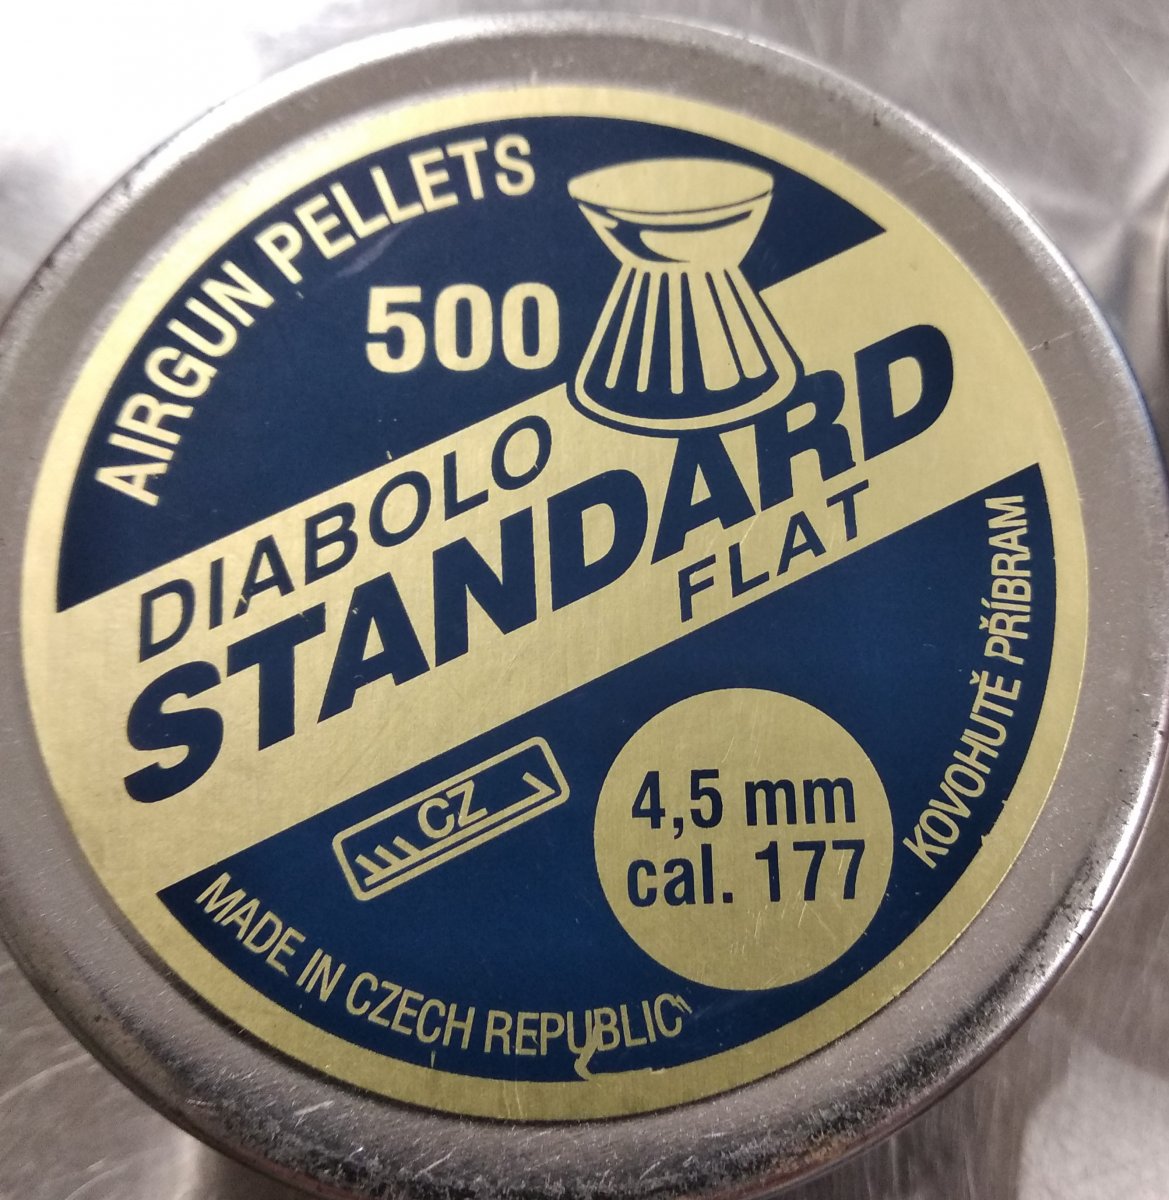 AIRGUN PELLETS
500
DIABOLO
STANDARD
FLAT
CZ
4,5 mm
cal. 177
KOVOHUTĚ PŘÍBRAM
MADE IN CZECH REPUBLIC